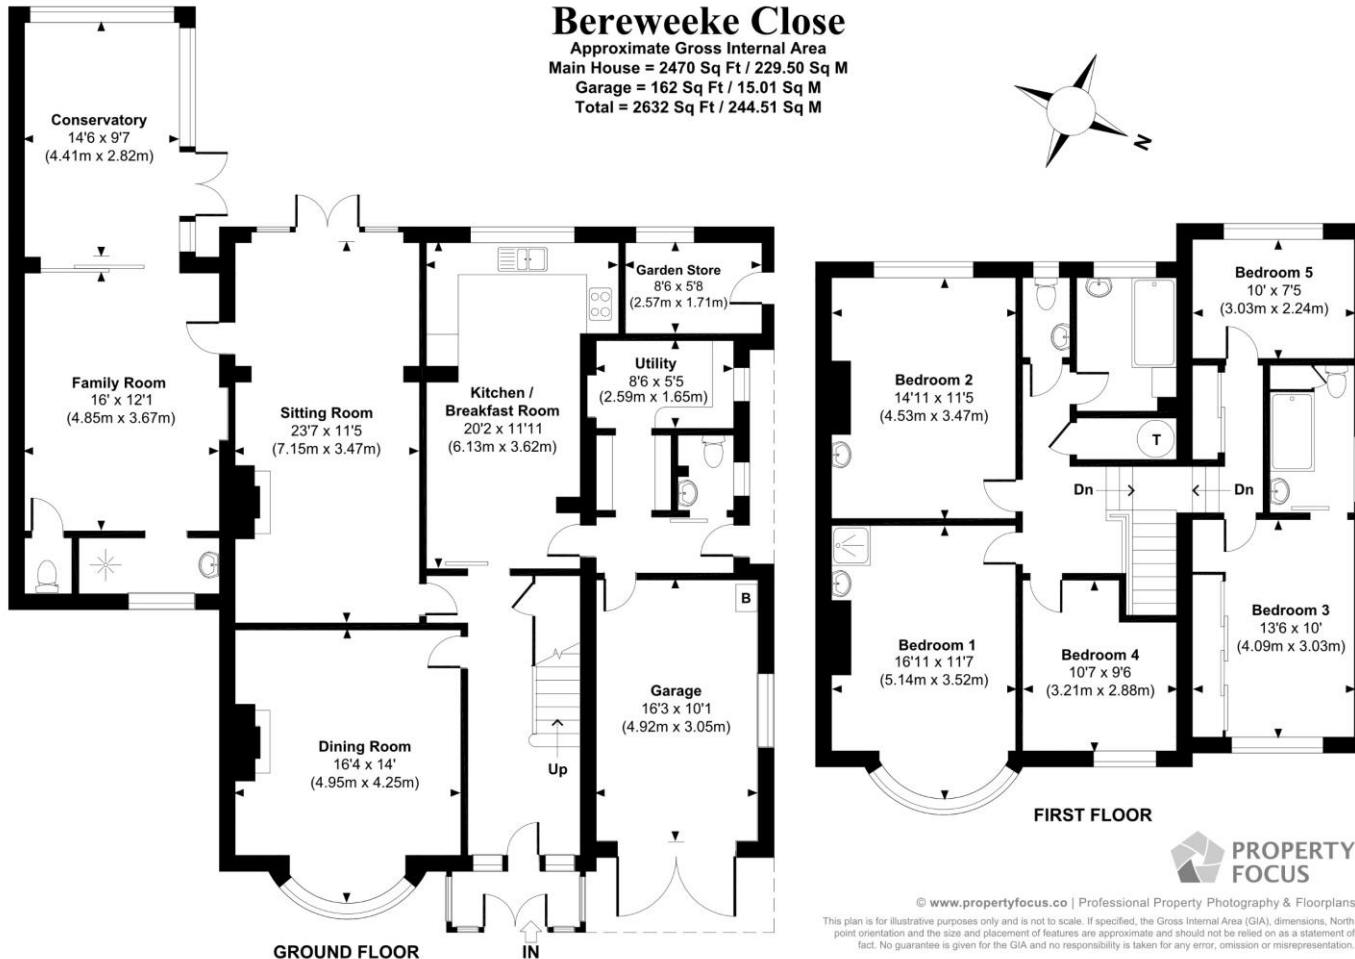 Bereweeke Close
Approximate Gross Internal Area
Main House = 2470 Sq Ft / 229.50 Sq M
Garage = 162 Sq Ft / 15.01 Sq M
Total = 2632 Sq Ft / 244.51 Sq M
N
Conservatory
14'6 x 9'7
(4.41m x 2.82m)
Family Room
16' x 12'1
(4.85m x 3.67m)
Sitting Room
23'7 x 11'5
(7.15m x 3.47m)
Kitchen /
Breakfast Room
20'2 x 11'11
(6.13m x 3.62m)
Garden Store
8'6 x 5'8
(2.57m x 1.71m)
Utility
8'6 x 5'5
(2.59m x 1.65m)
B
Garage
16'3 x 10'1
(4.92m x 3.05m)
Dining Room
16'4 x 14'
(4.95m x 4.25m)
Up
IN
GROUND FLOOR
Bedroom 5
10' x 7'5
(3.03m x 2.24m)
Bedroom 2
14'11 x 11'5
(4.53m x 3.47m)
T
Dn
Dn
Bedroom 3
13'6 x 10'
(4.09m x 3.03m)
Bedroom 1
16'11 x 11'7
(5.14m x 3.52m)
Bedroom 4
10'7 x 9'6
(3.21m x 2.88m)
FIRST FLOOR
PROPERTY
FOCUS
© www.propertyfocus.co | Professional Property Photography & Floorplans
This plan is for illustrative purposes only and is not to scale. If specified, the Gross Internal Area (GIA), dimensions, North
point orientation and the size and placement of features are approximate and should not be relied on as a statement of
fact. No guarantee is given for the GIA and no responsibility is taken for any error, omission or misrepresentation.